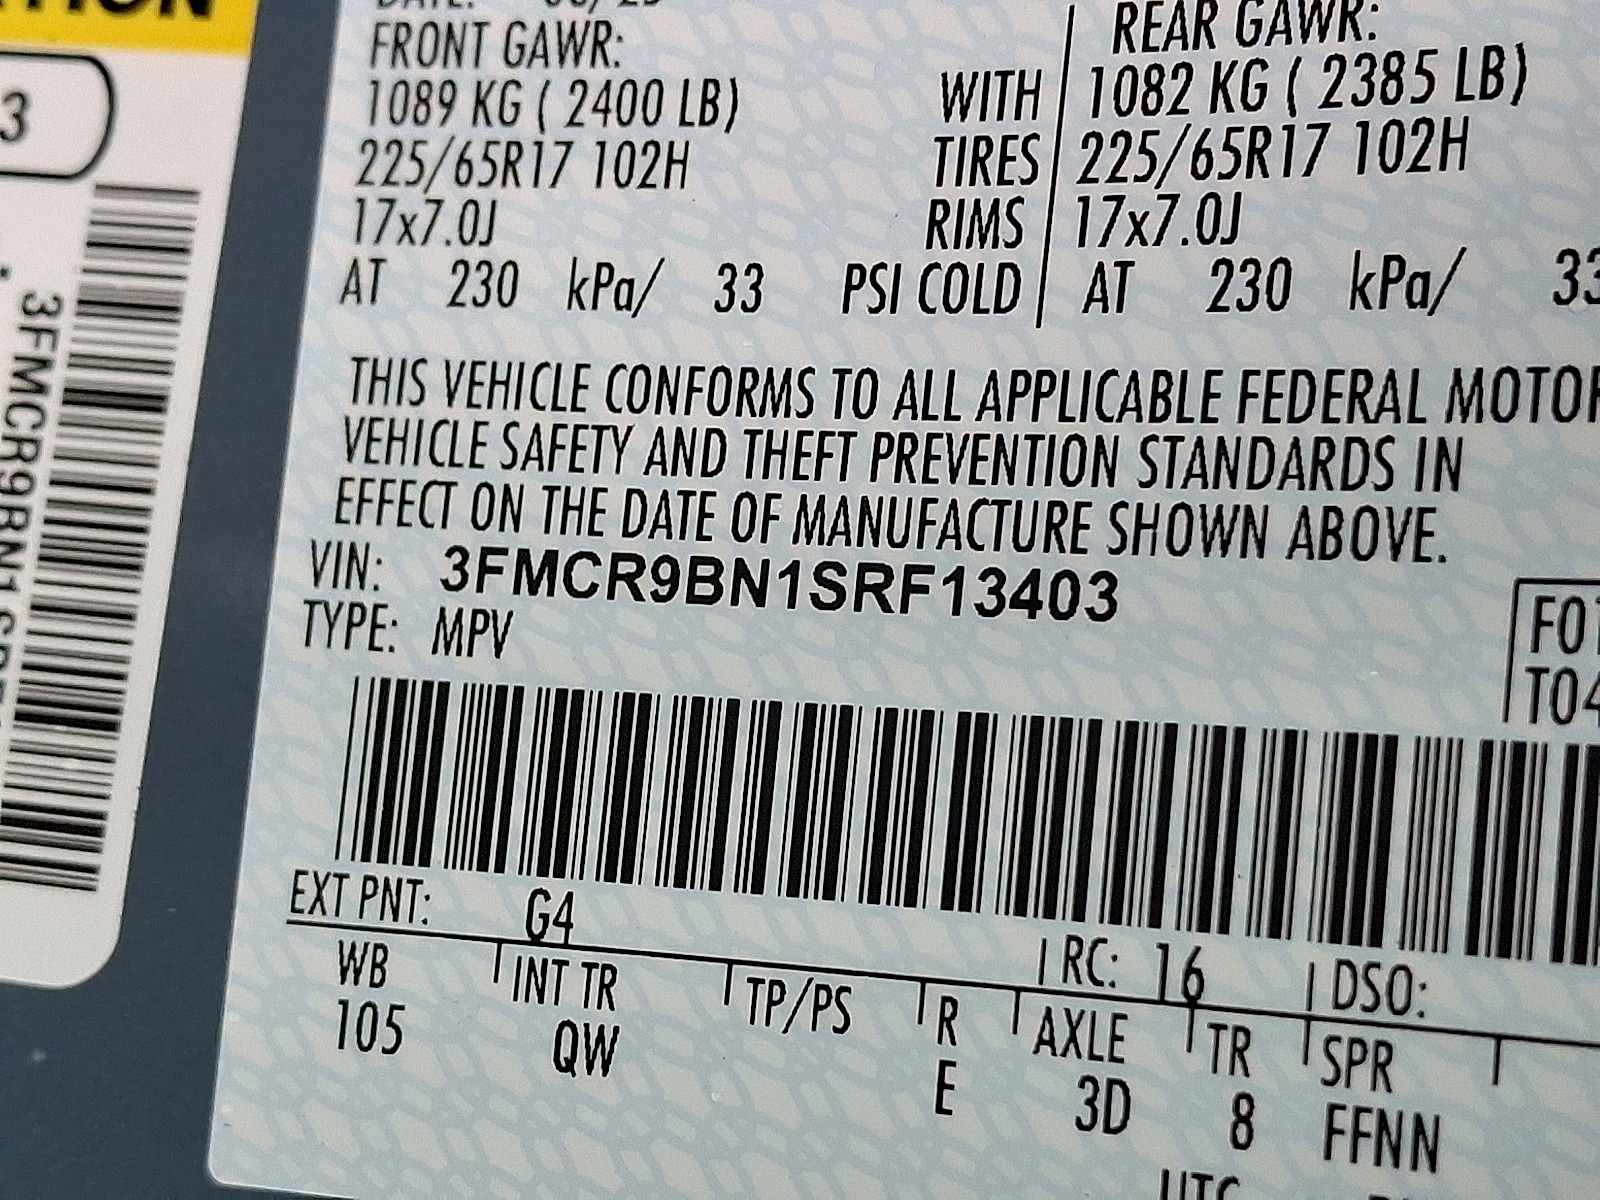 FRONT GAWR:
1089 KG ( 2400 LB)
225/65R17 102H
17x7.0J
AT 230 kPa/ 33 PSI COLD
WITH
TIRES
RIMS
REAR GAWR:
1082 KG ( 2385 LB)
225/65R17 102H
17x7.0J
AT 230 kPa/ 33
THIS VEHICLE CONFORMS TO ALL APPLICABLE FEDERAL MOTOR
VEHICLE SAFETY AND THEFT PREVENTION STANDARDS IN
EFFECT ON THE DATE OF MANUFACTURE SHOWN ABOVE.
VIN: 3FMCR9BN1SRF13403
TYPE: MPV
EXT PNT: G4 RC: 16 DSO:
WB INT TR TP/PS R AXLE TR SPR
105 QW E 3D 8 FFNN
3
3FMCR9BN1S